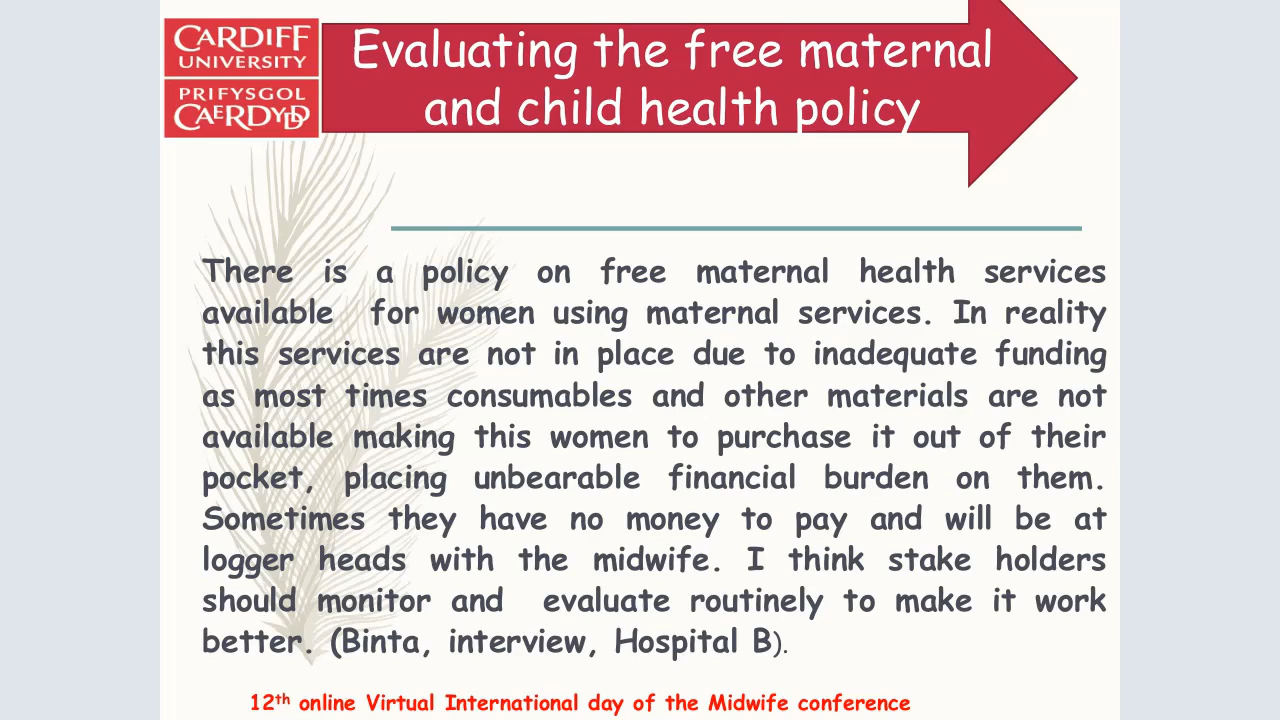 CARDIFF
UNIVERSITY
PRIFYSGOL
CAERDYDD
Evaluating the free maternal
and child health policy
There is a policy on free maternal health services
available for women using maternal services. In reality
this services are not in place due to inadequate funding
as most times consumables and other materials are not
available making this women to purchase it out of their
pocket, placing unbearable financial burden on them.
Sometimes they have no money to pay and will be at
logger heads with the midwife. I think stake holders
should monitor and evaluate routinely to make it work
better. (Binta, interview, Hospital B).
12th online Virtual International day of the Midwife conference